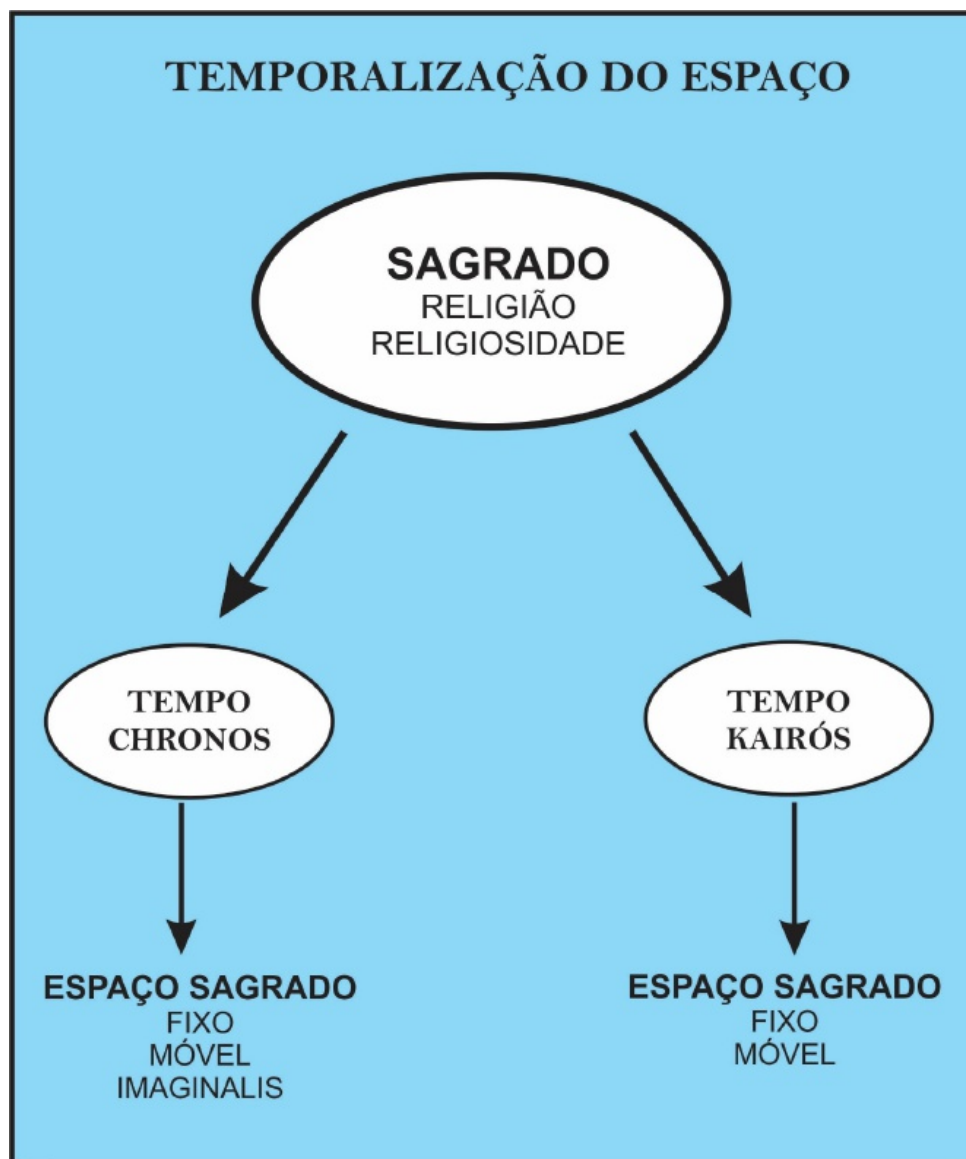 TEMPORALIZAÇÃO DO ESPAÇO
SAGRADO
RELIGIÃO
RELIGIOSIDADE
TEMPO
CHRONOS
TEMPO
KAIRÓS
ESPAÇO SAGRADO
FIXO
MÓVEL
IMAGINALIS
ESPAÇO SAGRADO
FIXO
MÓVEL